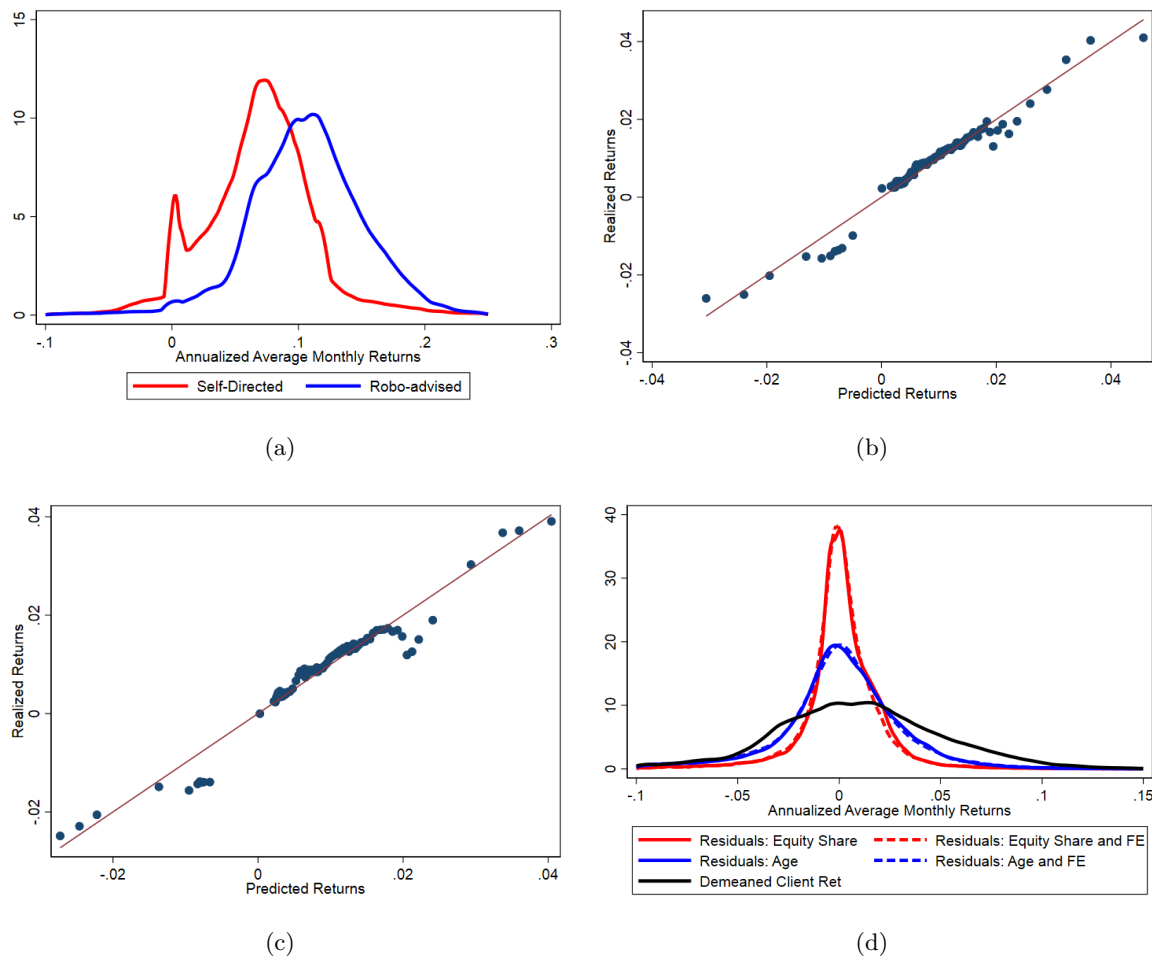 15
10
5
0
-.1 0 .1 .2 .3
Annualized Average Monthly Returns
Self-Directed Robo-advised
(a)
Realized Returns
.04
.02
0
-.02
-.04
-.04 -.02 0 .02 .04
Predicted Returns
(b)
Realized Returns
.04
.02
0
-.02
-.02 0 .02 .04
Predicted Returns
(c)
40
30
20
10
0
-.1 -.05 0 .05 .1 .15
Annualized Average Monthly Returns
Residuals: Equity Share Residuals: Equity Share and FE
Residuals: Age Residuals: Age and FE
Demeaned Client Ret
(d)